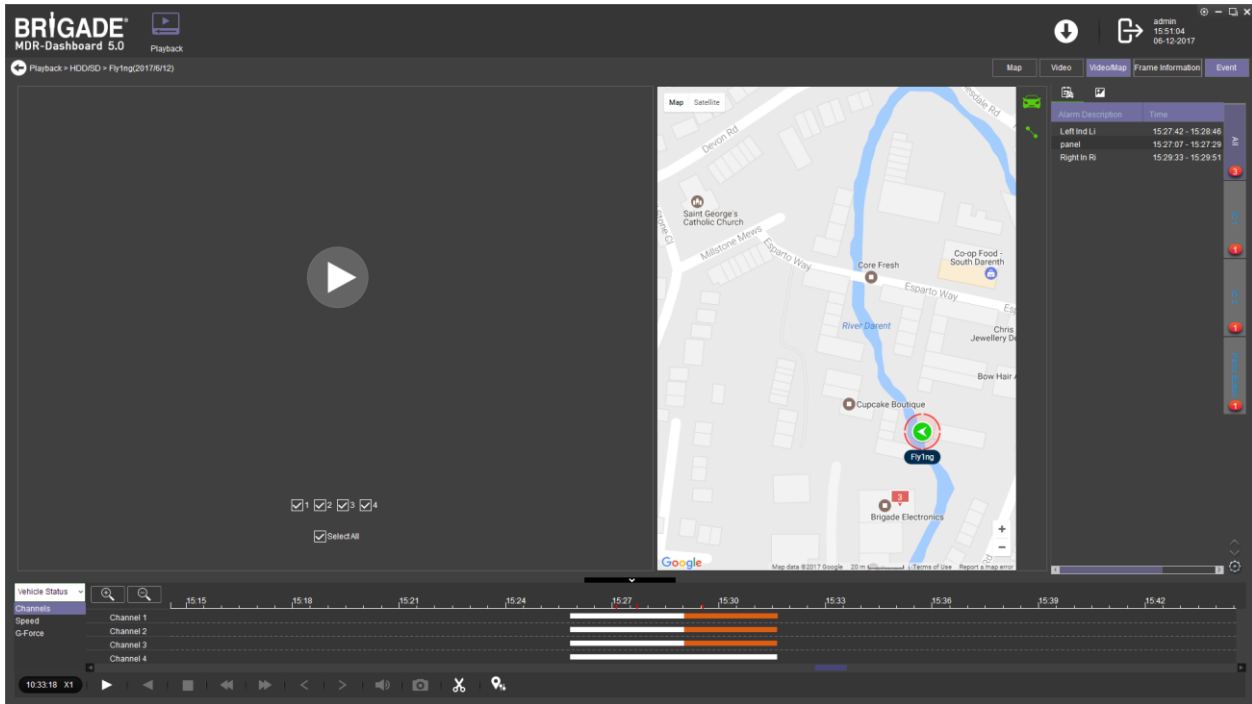 BRIGADE
MDR-Dashboard 5.0
Playback
admin
15:51:04
06-12-2017
Playback > HDD/SD > Fly1ng(2017/6/12)
Map
Video
Video/Map
Frame Information
Event
Map Satellite
Devon Rd
Saint George's
Catholic Church
Millstone Mews
Esparto Way
Core Fresh
Co-op Food -
South Darenth
Esparto Way
River Darent
Chris
Jewellery De
Bow Hair
Cupcake Boutique
Fly1ng
3
Brigade Electronics
+
−
Google
Map data ©2017 Google 20 m Terms of Use Report a map error
Alarm Description Time
Left Ind Li 15:27:42 - 15:28:46
panel 15:27:07 - 15:27:29
Right In Ri 15:29:33 - 15:29:51
All
3
1
1
1
1 2 3 4
Select All
Vehicle Status
Channels
Speed
G-Force
15:15 15:18 15:21 15:24 15:27 15:30 15:33 15:36 15:39 15:42
Channel 1
Channel 2
Channel 3
Channel 4
10:33:18 X1